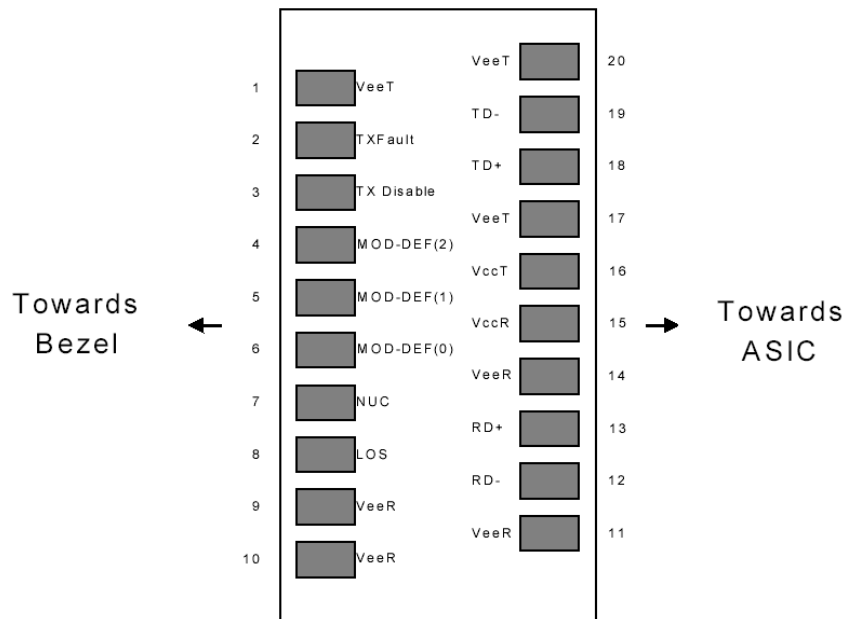 1 VeeT
2 TXFault
3 TX Disable
4 MOD-DEF(2)
5 MOD-DEF(1)
6 MOD-DEF(0)
7 NUC
8 LOS
9 VeeR
10 VeeR
VeeT 20
TD- 19
TD+ 18
VeeT 17
VccT 16
VccR 15
VeeR 14
RD+ 13
RD- 12
VeeR 11
Towards
Bezel
Towards
ASIC